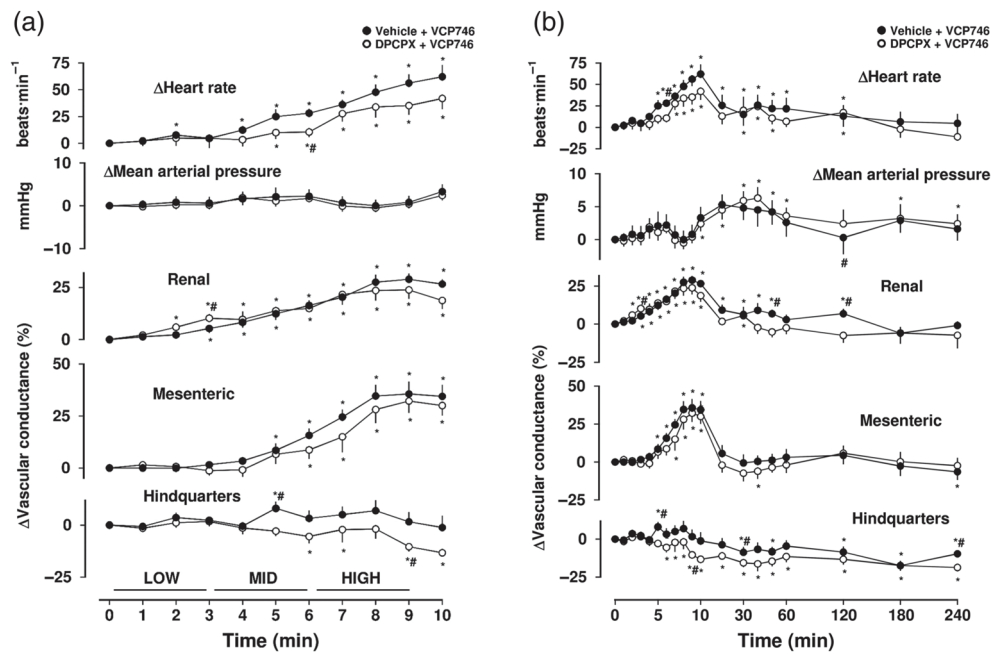 (a)
● Vehicle + VCP746
○ DPCPX + VCP746
75
50
25
0
beats·min⁻¹
ΔHeart rate
*#
10
0
−10
mmHg
ΔMean arterial pressure
25
0
Renal
*#
50
25
0
Mesenteric
ΔVascular conductance (%)
0
−25
Hindquarters
*#
*#
LOW MID HIGH
0 1 2 3 4 5 6 7 8 9 10
Time (min)
(b)
● Vehicle + VCP746
○ DPCPX + VCP746
75
50
25
0
−25
beats·min⁻¹
ΔHeart rate
*#
10
5
0
mmHg
ΔMean arterial pressure
#
50
25
0
−25
Renal
*#
*#
*#
50
25
0
−25
Mesenteric
ΔVascular conductance (%)
0
−25
Hindquarters
*#
*#
*#
*#
0 5 10 30 60 120 180 240
Time (min)